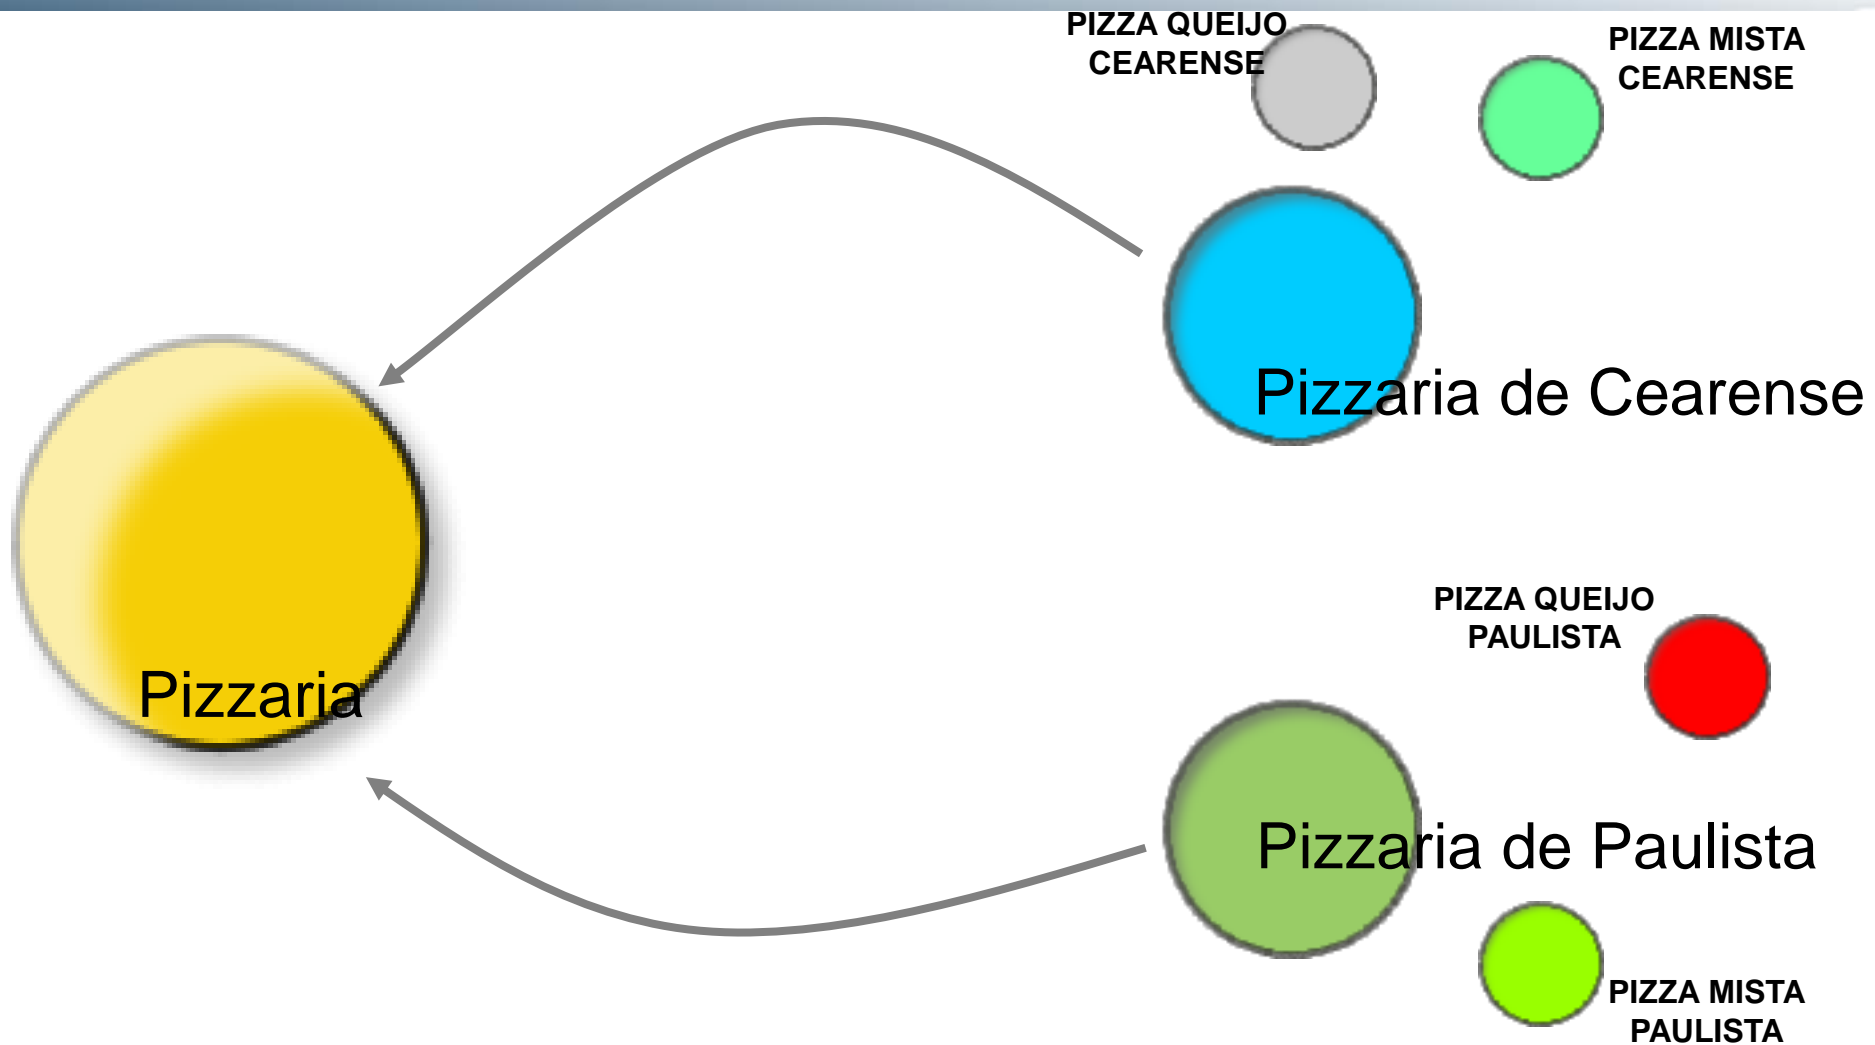 PIZZA QUEIJO
CEARENSE
PIZZA MISTA
CEARENSE
Pizzaria de Cearense
PIZZA QUEIJO
PAULISTA
Pizzaria
Pizzaria de Paulista
PIZZA MISTA
PAULISTA